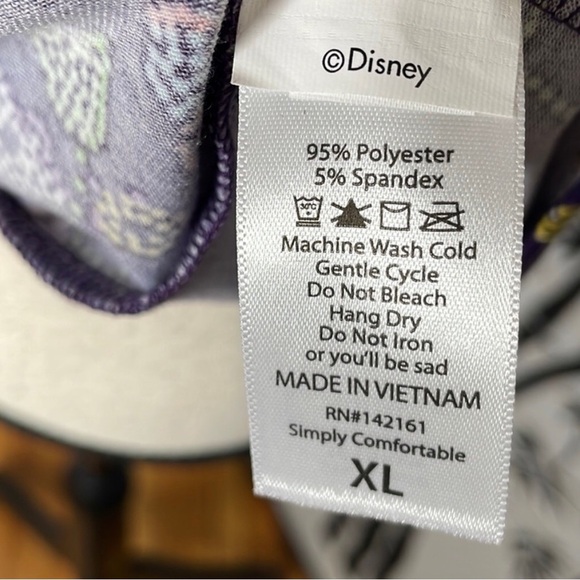 ©Disney
95% Polyester
5% Spandex
30°C
Machine Wash Cold
Gentle Cycle
Do Not Bleach
Hang Dry
Do Not Iron
or you'll be sad
MADE IN VIETNAM
RN#142161
Simply Comfortable
XL